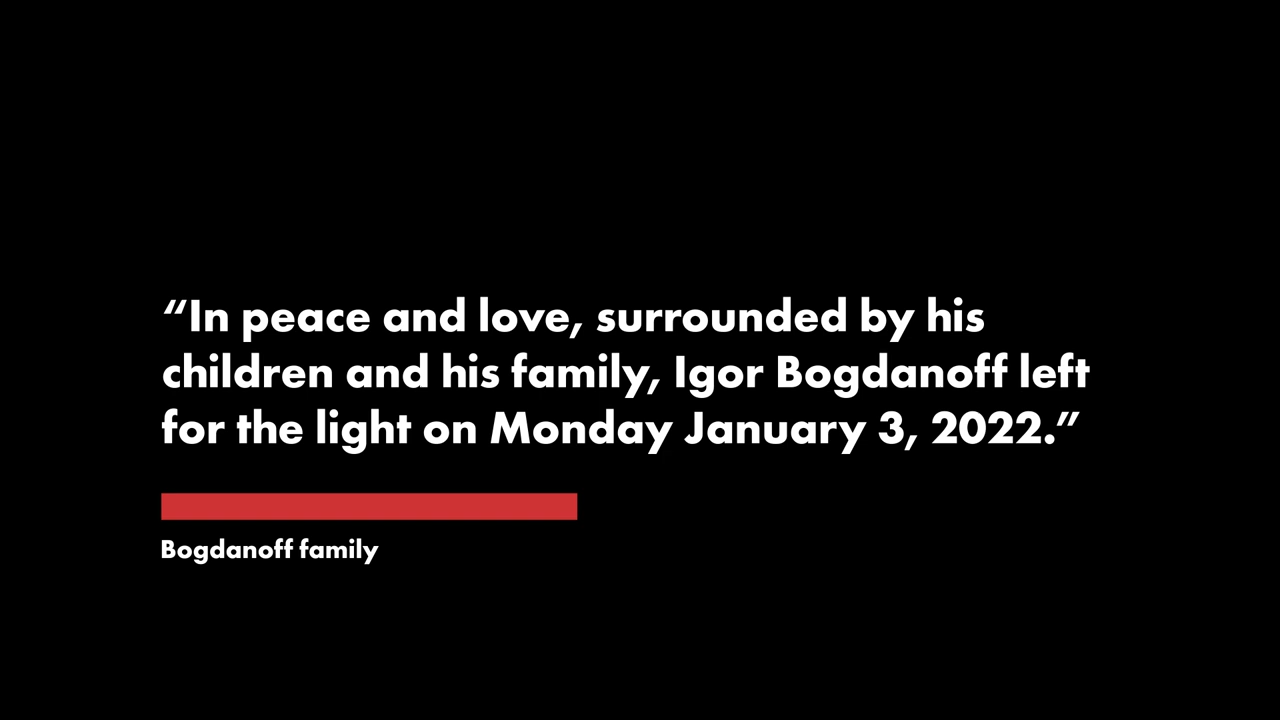 “In peace and love, surrounded by his
children and his family, Igor Bogdanoff left
for the light on Monday January 3, 2022.”
Bogdanoff family